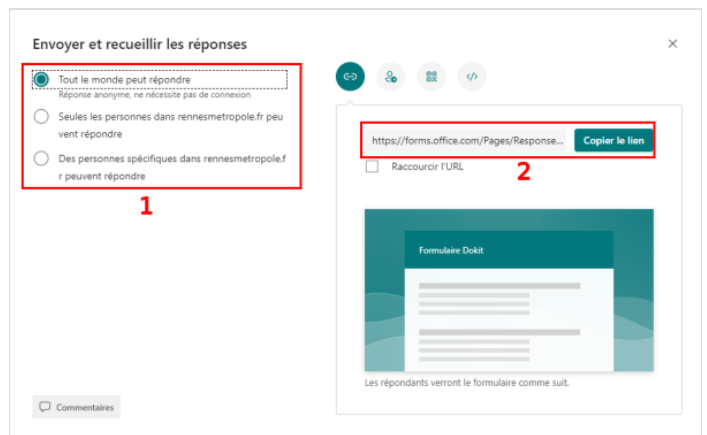 Envoyer et recueillir les réponses
Tout le monde peut répondre
Réponse anonyme, ne nécessite pas de connexion
Seules les personnes dans rennesmetropole.fr peu
vent répondre
Des personnes spécifiques dans rennesmetropole.f
r peuvent répondre
1
https://forms.office.com/Pages/Response...
Copier le lien
Raccourcir l'URL
2
Formulaire Dokit
Les répondants verront le formulaire comme suit.
Commentaires